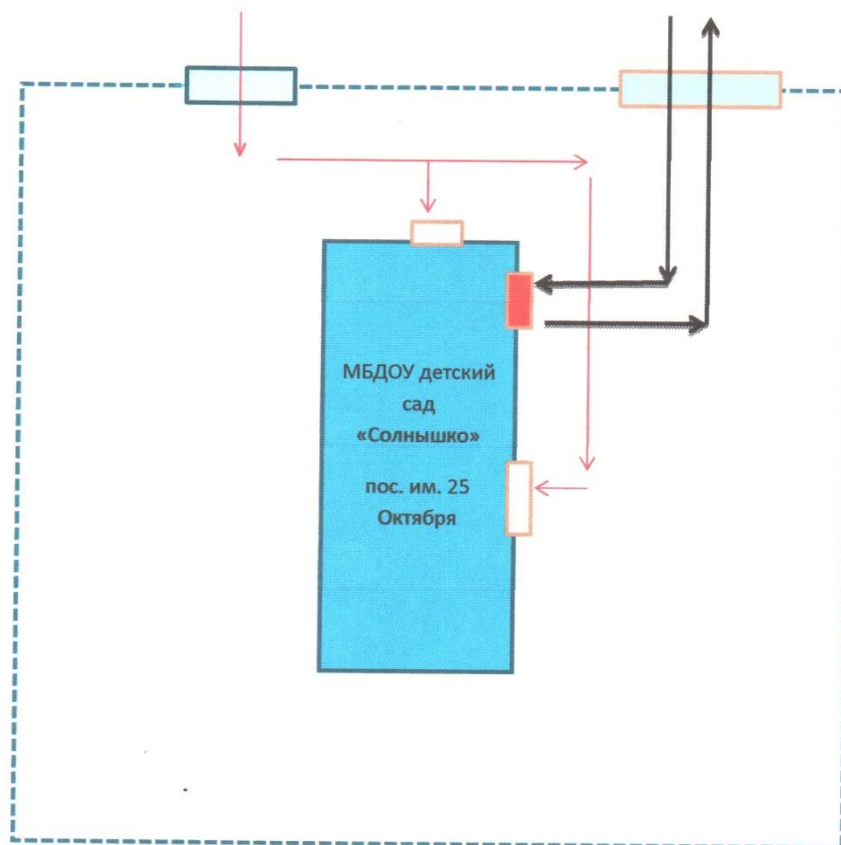 МБДОУ детский
сад
«Солнышко»
пос. им. 25
Октября